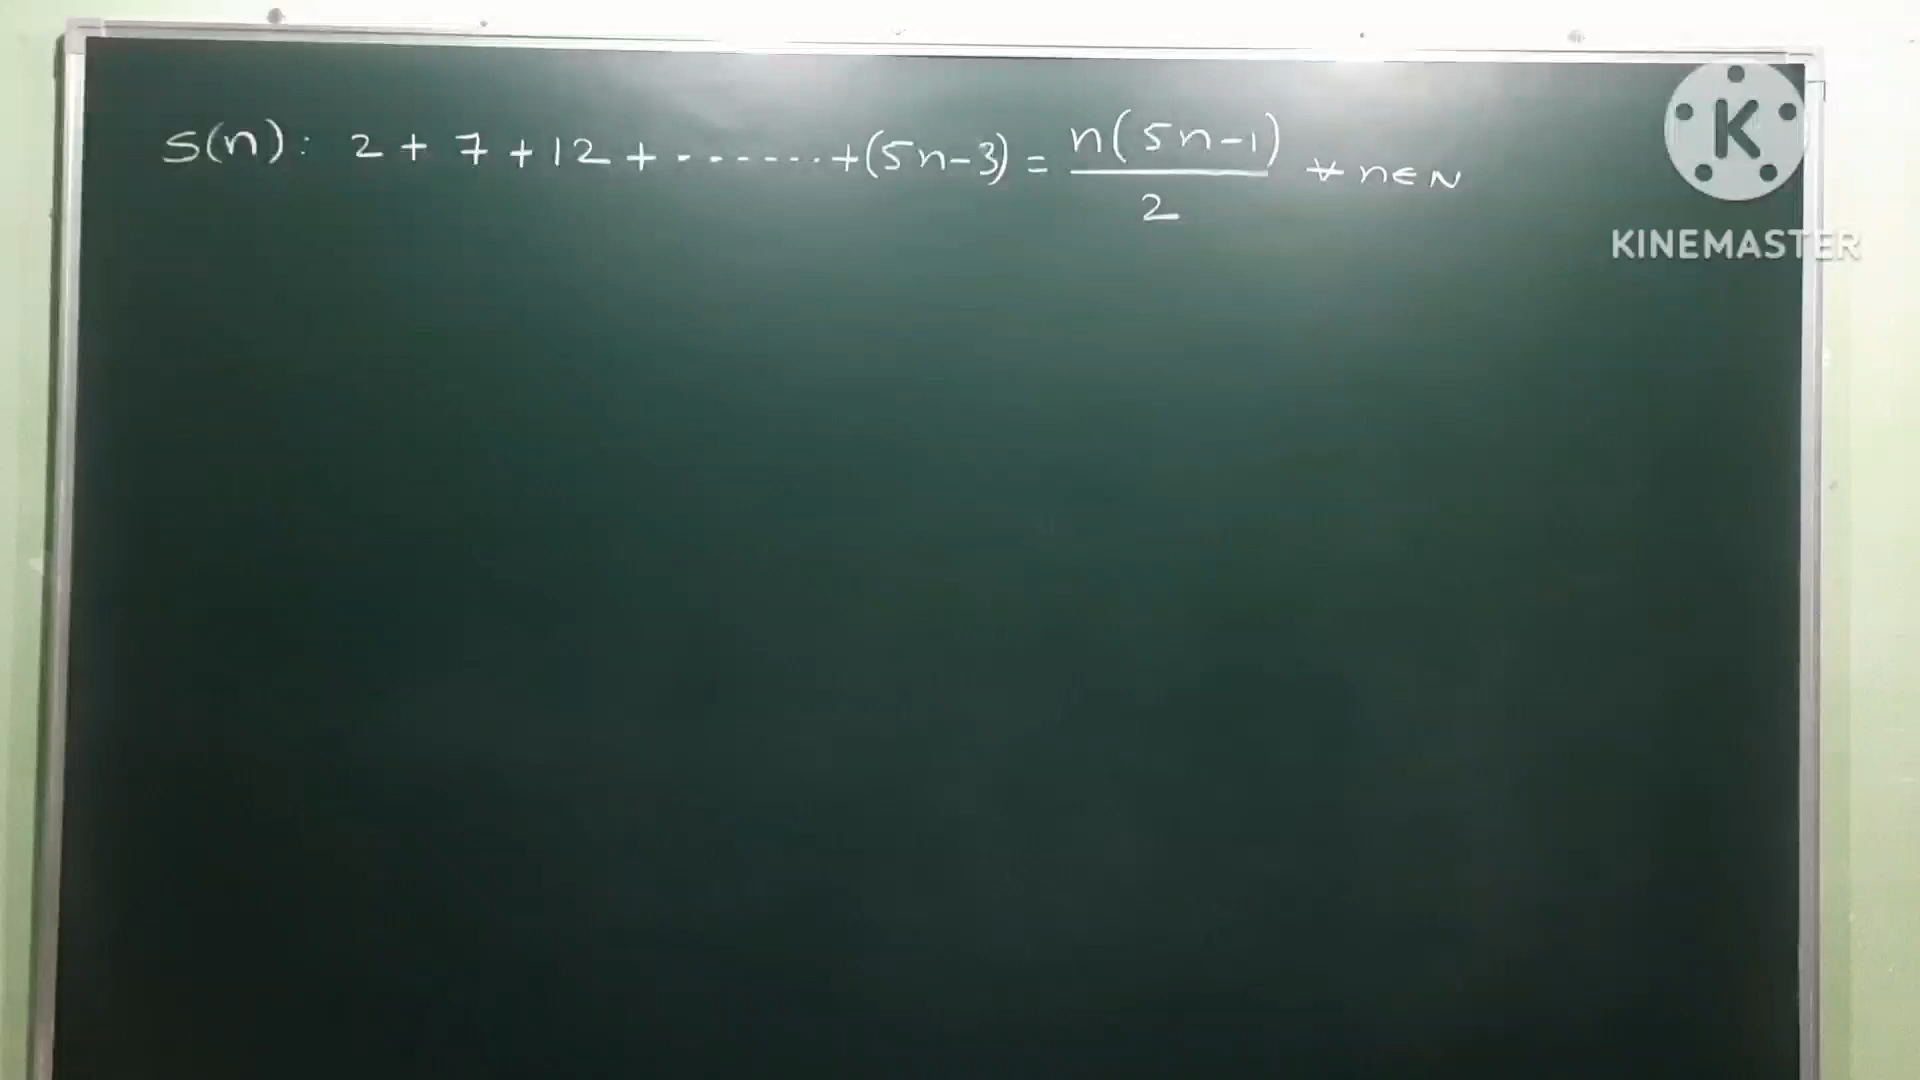 S(n): 2 + 7 + 12 + ------- + (5n-3) = n(5n-1)/2 ∀ n∈N
K
KINEMASTER